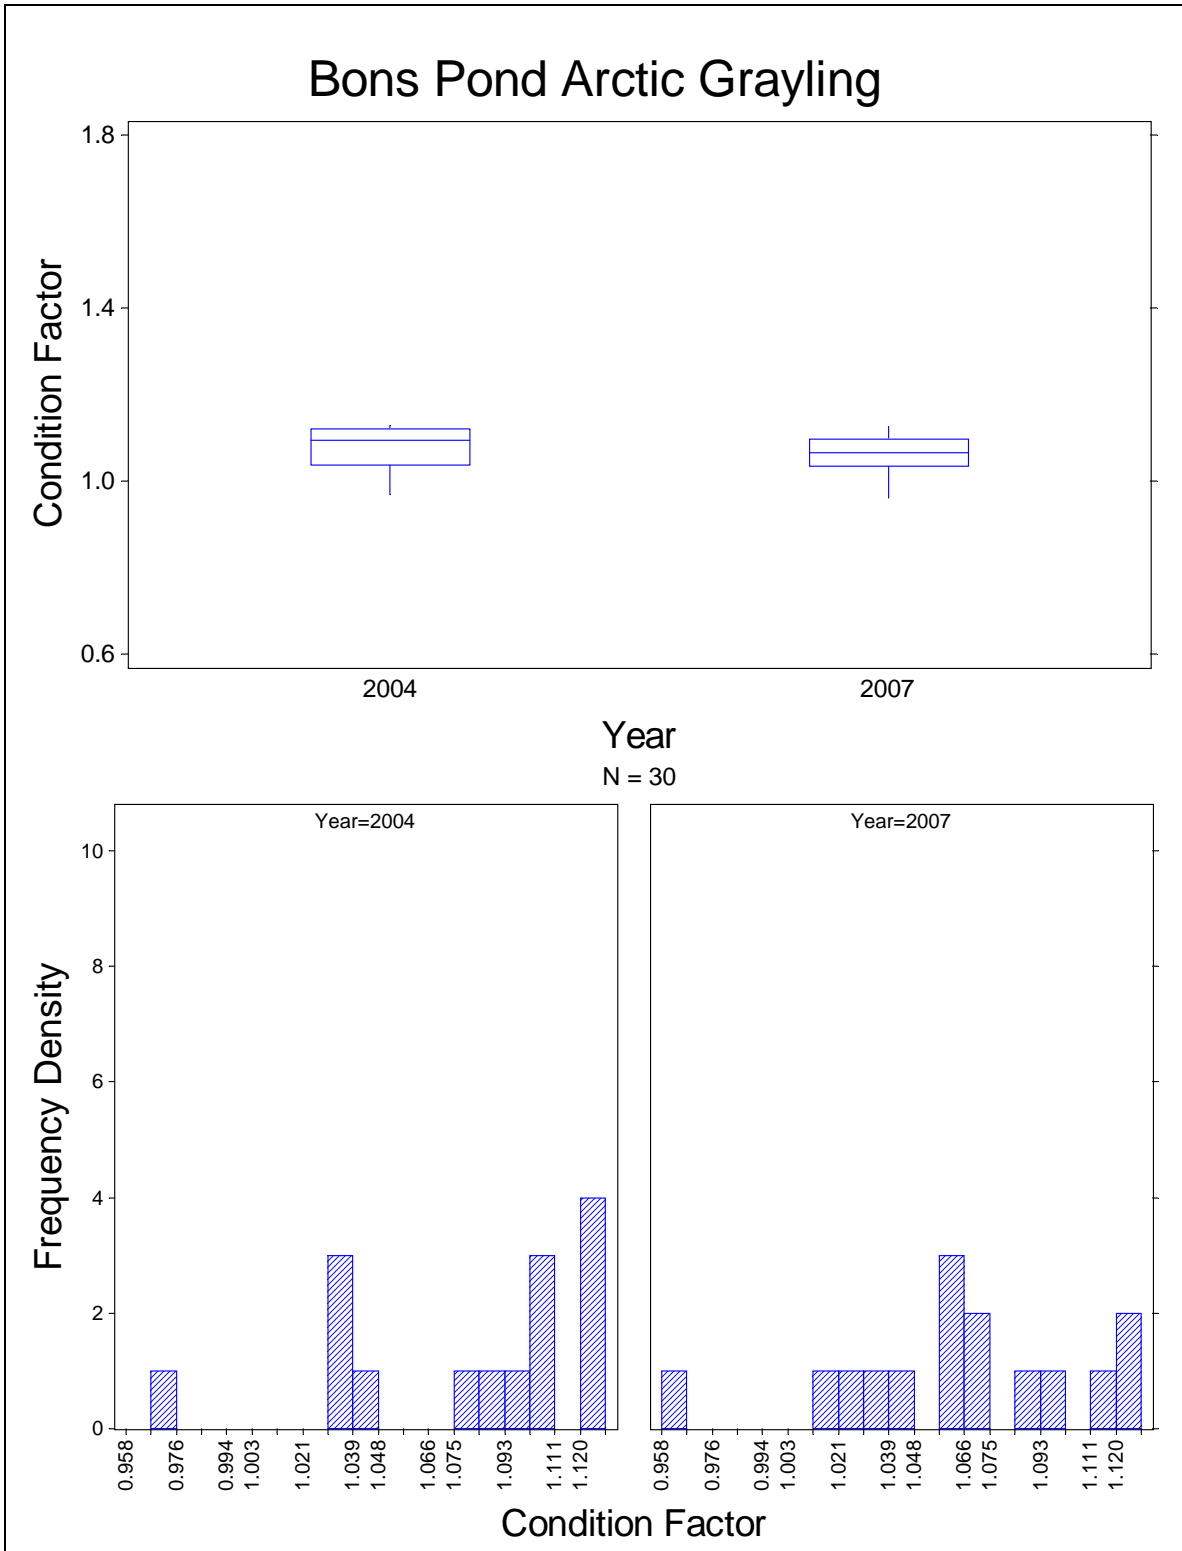 Bons Pond Arctic Grayling
Condition Factor
1.8
1.4
1.0
0.6
2004 2007
Year
N = 30
Frequency Density
Year=2004 Year=2007
10
8
6
4
2
0
0.958 0.976 0.994 1.003 1.021 1.039 1.048 1.066 1.075 1.093 1.111 1.120
0.958 0.976 0.994 1.003 1.021 1.039 1.048 1.066 1.075 1.093 1.111 1.120
Condition Factor